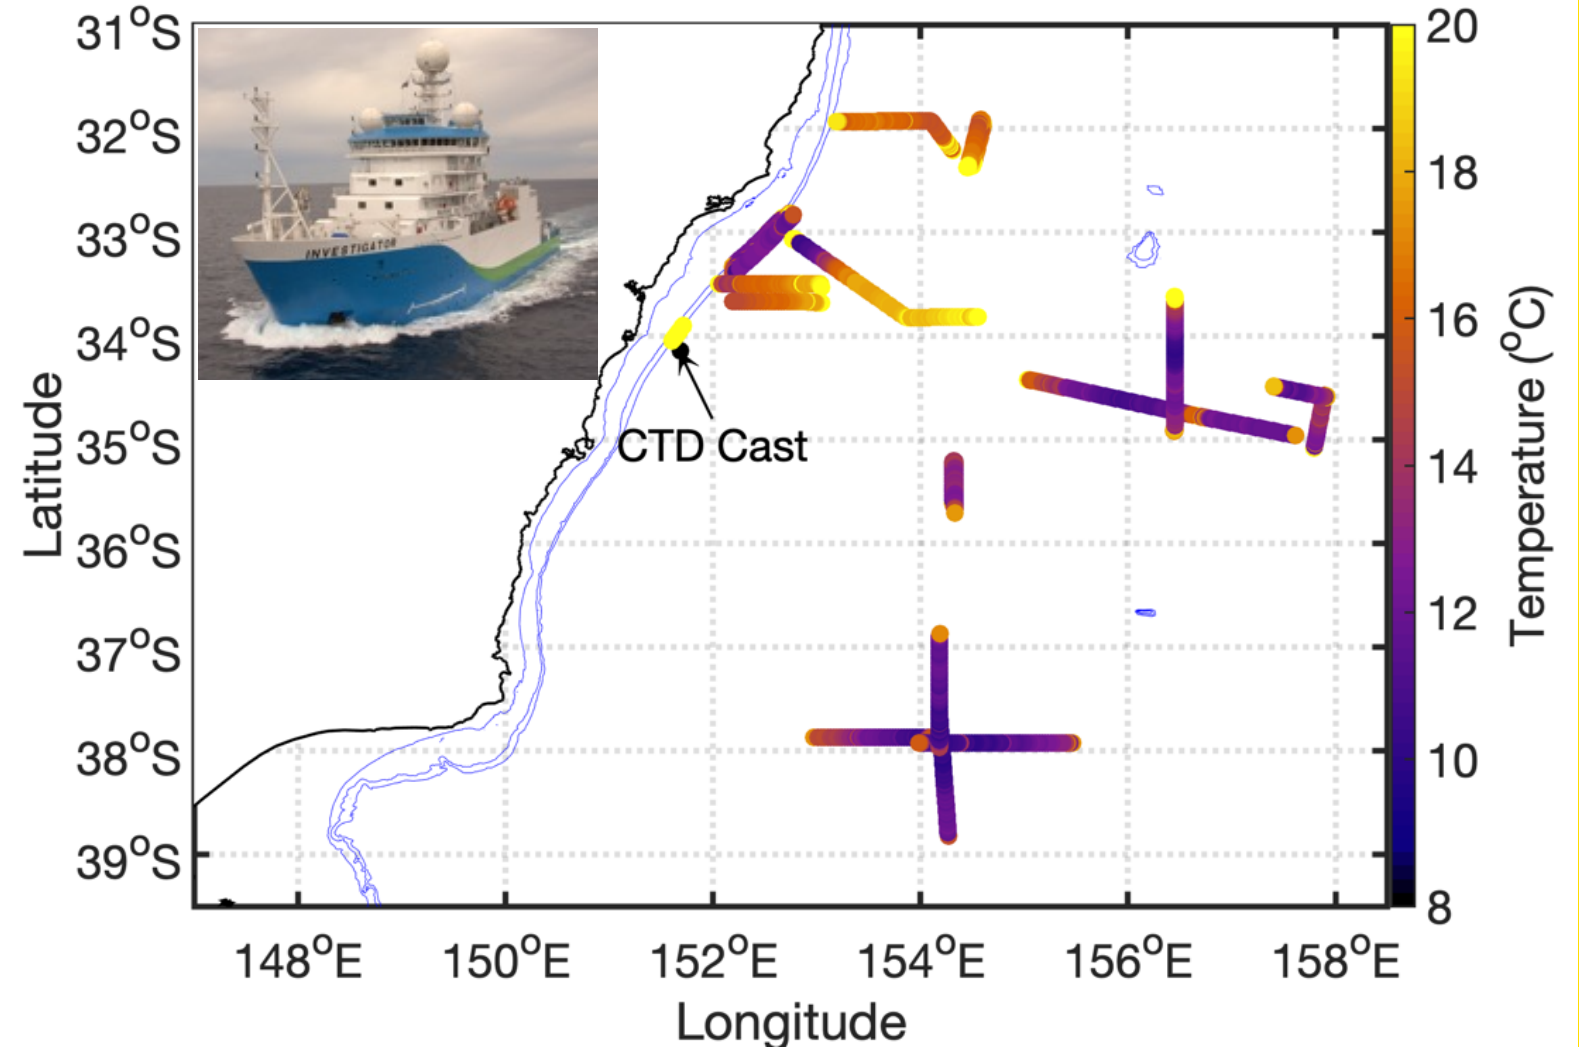 31°S
32°S
33°S
34°S
35°S
36°S
37°S
38°S
39°S
Latitude
INVESTIGATOR
CTD Cast
148°E 150°E 152°E 154°E 156°E 158°E
Longitude
20
18
16
14
12
10
8
Temperature (°C)